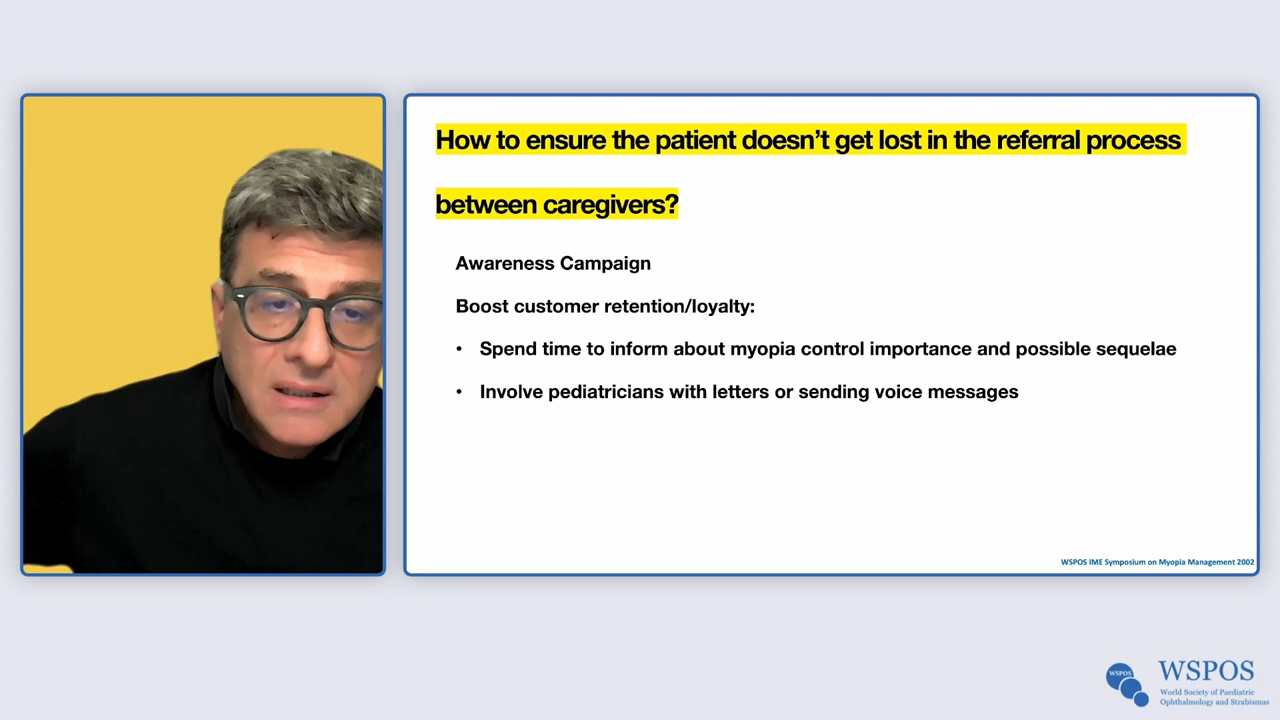 How to ensure the patient doesn't get lost in the referral process
between caregivers?
Awareness Campaign
Boost customer retention/loyalty:
• Spend time to inform about myopia control importance and possible sequelae
• Involve pediatricians with letters or sending voice messages
WSPOS IME Symposium on Myopia Management 2002
WSPOS
WSPOS
World Society of Paediatric
Ophthalmology and Strabismus